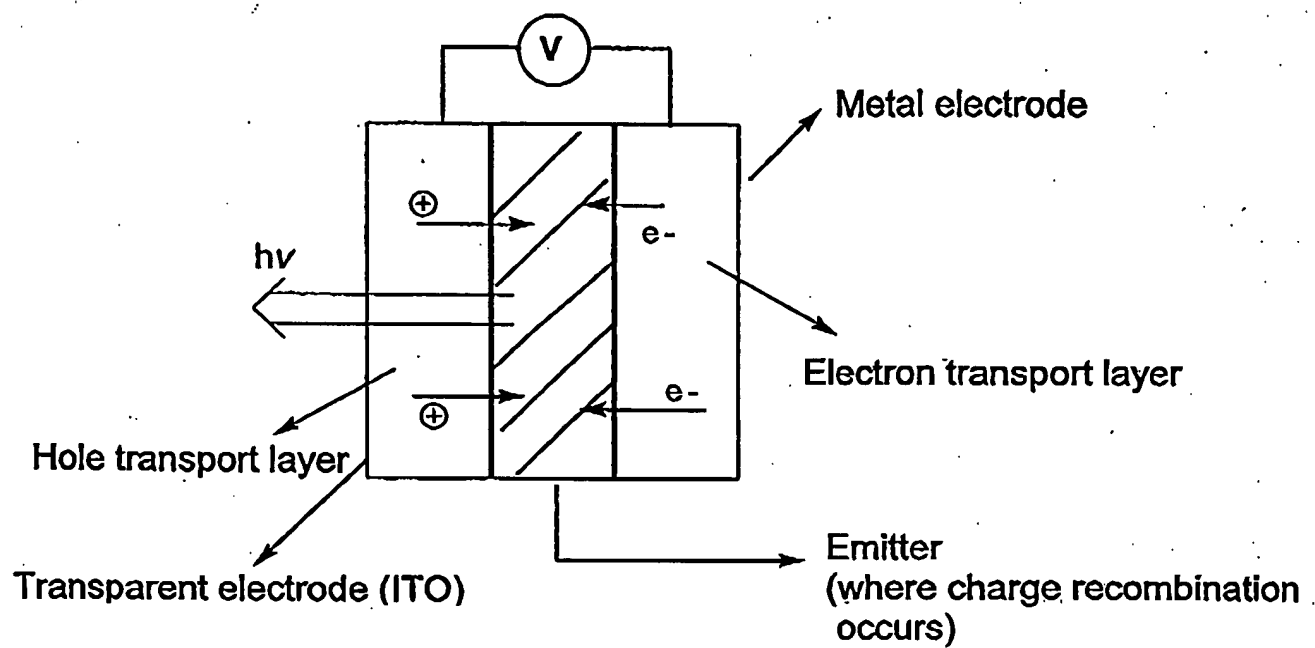 V
Metal electrode
⊕
e-
hν
Electron transport layer
e-
⊕
Hole transport layer
Transparent electrode (ITO)
Emitter
(where charge recombination
occurs)